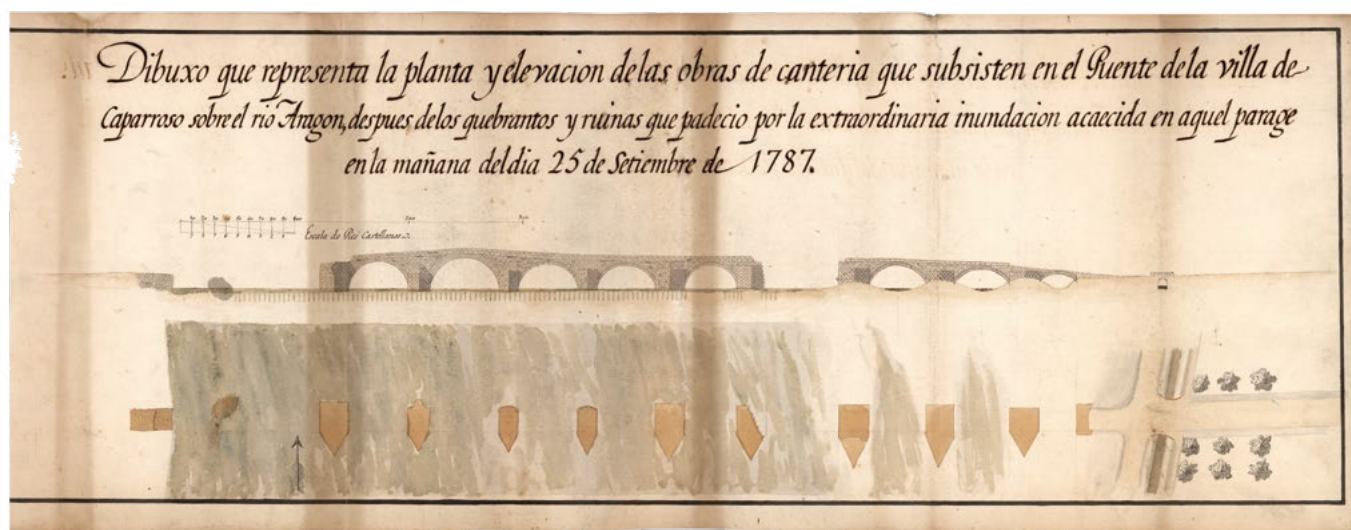 Dibuxo que representa la planta y elevacion delas obras de canteria que subsisten en el Puente dela villa de
Caparroso sobre el rio Aragon, despues delos quebrantos y ruinas que padecio por la extraordinaria inundacion acaecida en aquel parage
en la mañana del dia 25 de Setiembre de 1787.
Escala de Pies Castellanos